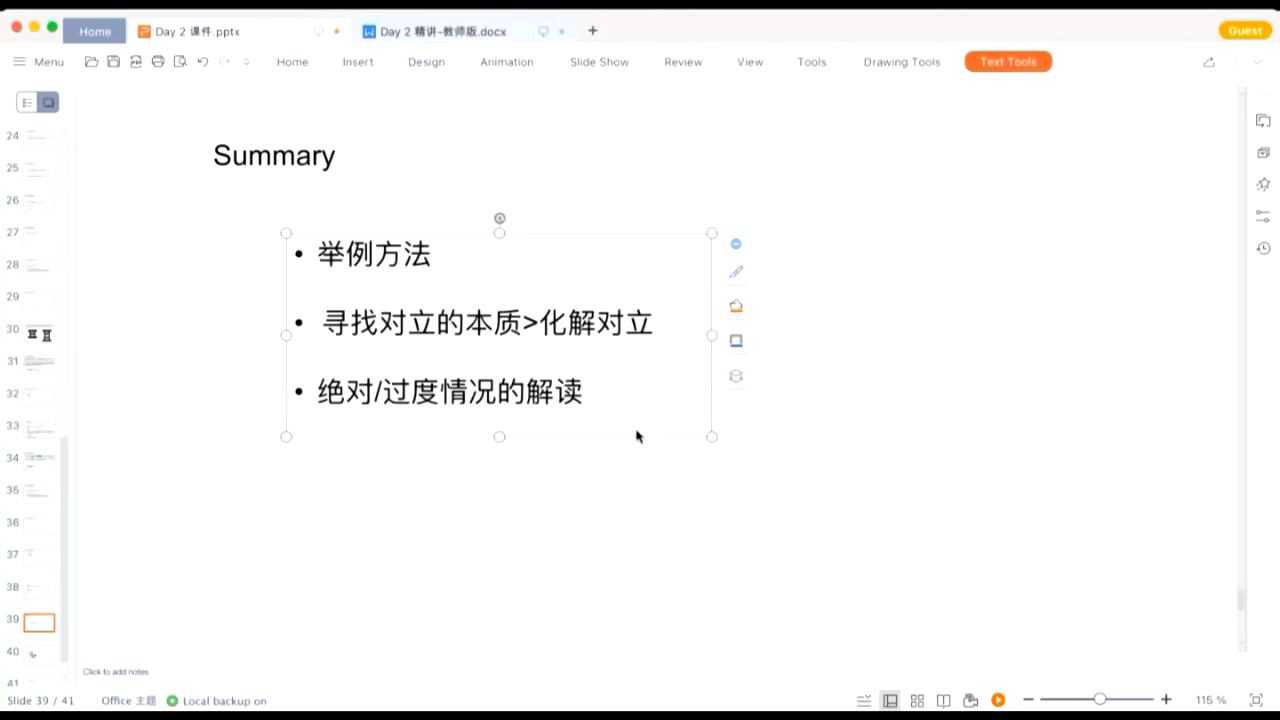 Home
Day 2 课件.pptx
Day 2 精讲-教师版.docx
Guest
Menu
Home
Insert
Design
Animation
Slide Show
Review
View
Tools
Drawing Tools
Text Tools
24
25
26
27
28
29
30
31
32
33
34
35
36
37
38
39
40
41
Summary
• 举例方法
• 寻找对立的本质>化解对立
• 绝对/过度情况的解读
Click to add notes
Slide 39 / 41
Office 主题
Local backup on
115 %